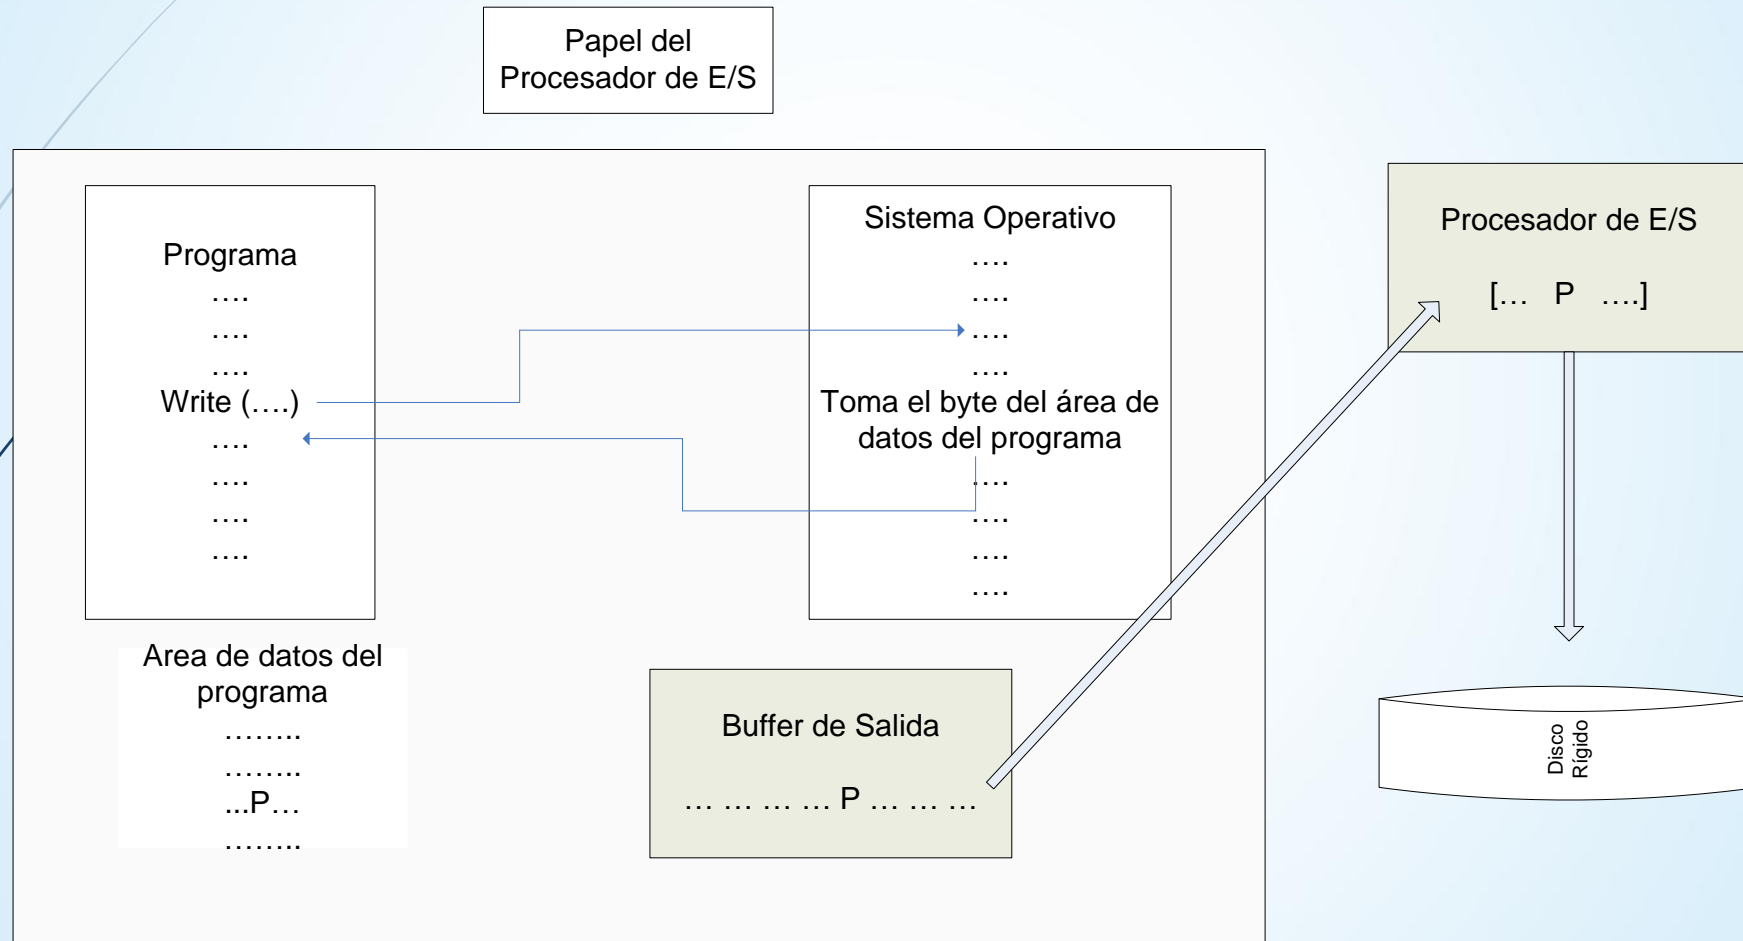 Papel del
Procesador de E/S
Programa
….
….
….
Write (….)
….
….
….
….
Sistema Operativo
….
….
….
….
Toma el byte del área de
datos del programa
….
….
….
….
Procesador de E/S
[… P ….]
Area de datos del
programa
……..
……..
...P…
……..
Buffer de Salida
… … … … P … … …
Disco
Rígido